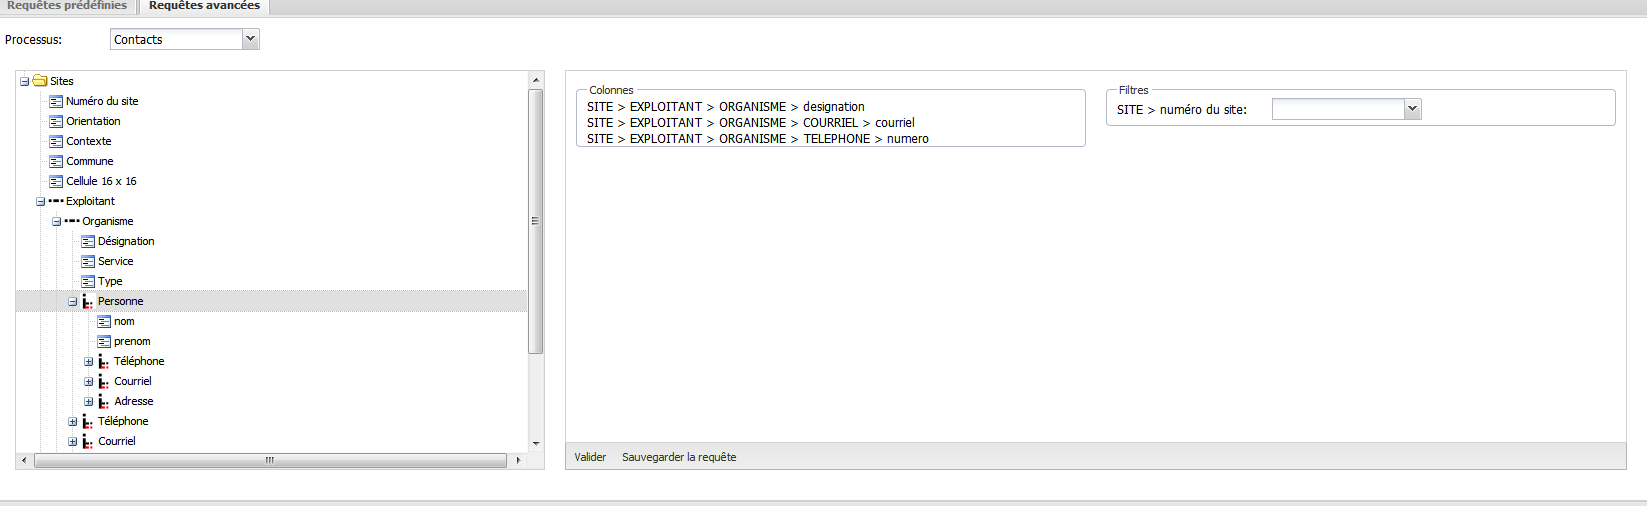 Requêtes prédéfinies
Requêtes avancées
Processus:
Contacts
Sites
Numéro du site
Orientation
Contexte
Commune
Cellule 16 x 16
Exploitant
Organisme
Désignation
Service
Type
Personne
nom
prenom
Téléphone
Courriel
Adresse
Téléphone
Courriel
Colonnes
SITE > EXPLOITANT > ORGANISME > designation
SITE > EXPLOITANT > ORGANISME > COURRIEL > courriel
SITE > EXPLOITANT > ORGANISME > TELEPHONE > numero
Filtres
SITE > numéro du site:
Valider
Sauvegarder la requête